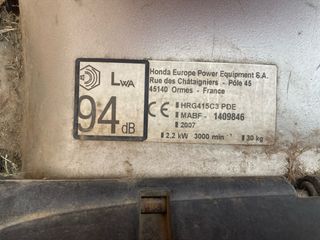 LWA
94 dB
Honda Europe Power Equipment S.A.
Rue des Châtaigniers - Pôle 45
45140 Ormes - France
CE
HRG415C3 PDE
MABF - 1409846
2007
2,2 kW 3000 min⁻¹ 30 kg